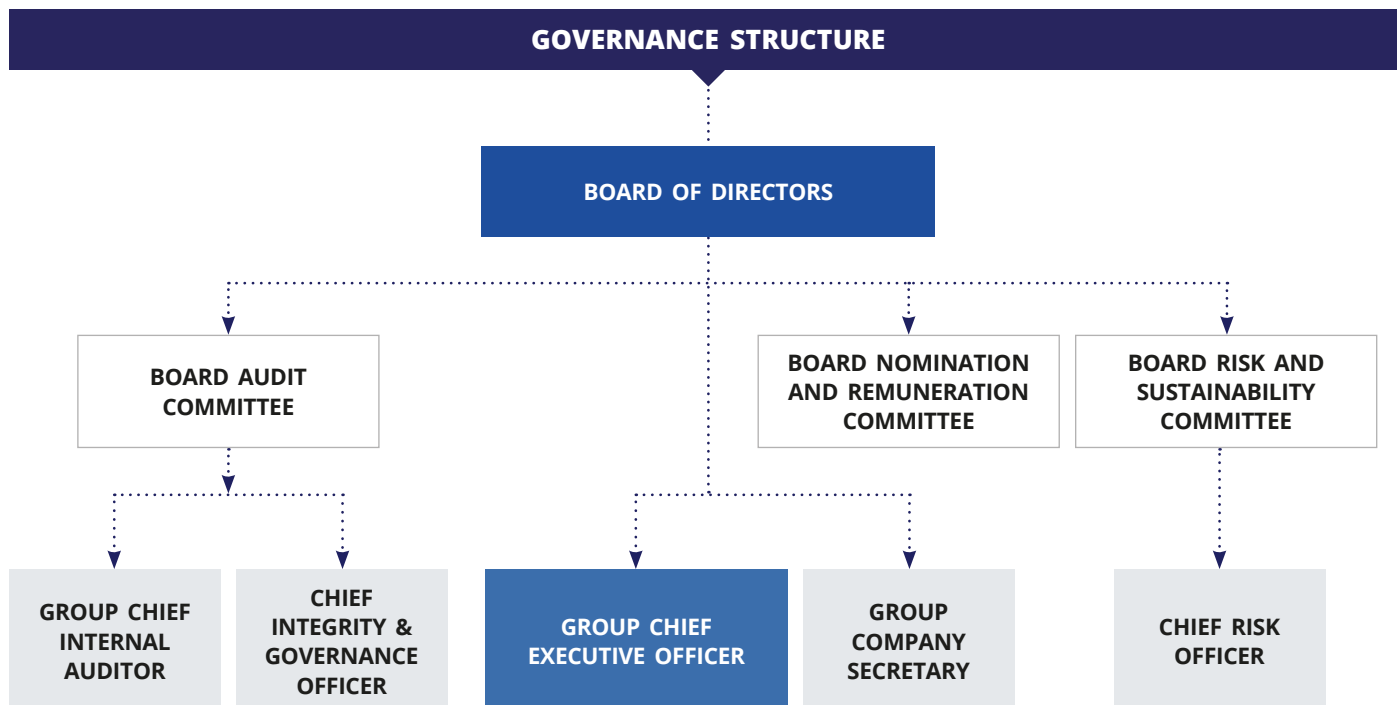 GOVERNANCE STRUCTURE
BOARD OF DIRECTORS
BOARD AUDIT
COMMITTEE
BOARD NOMINATION
AND REMUNERATION
COMMITTEE
BOARD RISK AND
SUSTAINABILITY
COMMITTEE
GROUP CHIEF
INTERNAL
AUDITOR
CHIEF
INTEGRITY &
GOVERNANCE
OFFICER
GROUP CHIEF
EXECUTIVE OFFICER
GROUP
COMPANY
SECRETARY
CHIEF RISK
OFFICER